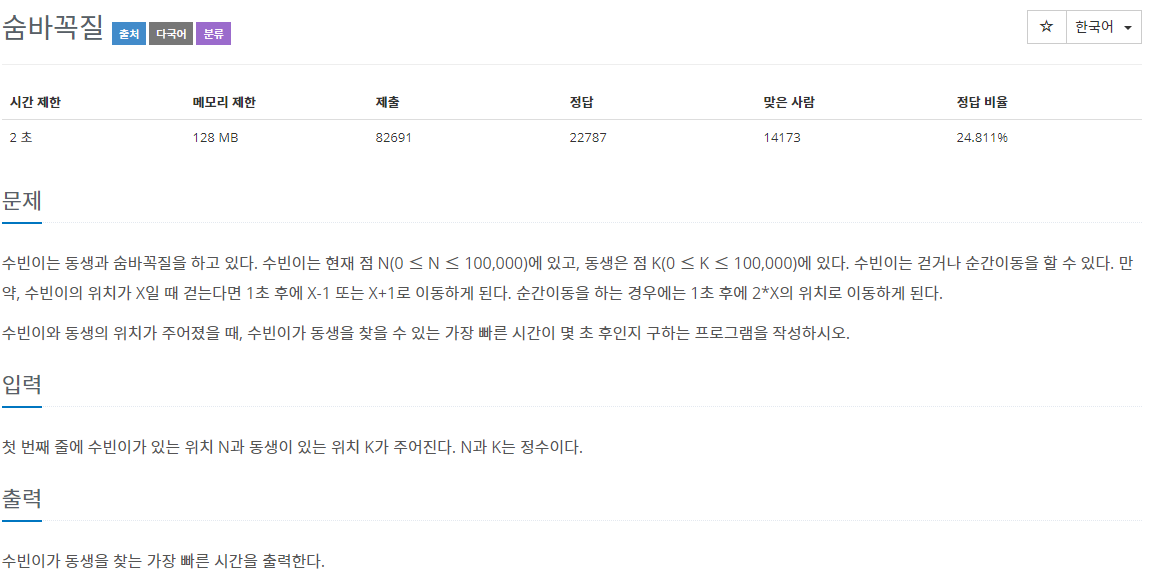 숨바꼭질 출처 다국어 분류 ☆ 한국어
시간 제한 메모리 제한 제출 정답 맞은 사람 정답 비율
2 초 128 MB 82691 22787 14173 24.811%
문제
수빈이는 동생과 숨바꼭질을 하고 있다. 수빈이는 현재 점 N(0 ≤ N ≤ 100,000)에 있고, 동생은 점 K(0 ≤ K ≤ 100,000)에 있다. 수빈이는 걷거나 순간이동을 할 수 있다. 만
약, 수빈이의 위치가 X일 때 걷는다면 1초 후에 X-1 또는 X+1로 이동하게 된다. 순간이동을 하는 경우에는 1초 후에 2*X의 위치로 이동하게 된다.
수빈이와 동생의 위치가 주어졌을 때, 수빈이가 동생을 찾을 수 있는 가장 빠른 시간이 몇 초 후인지 구하는 프로그램을 작성하시오.
입력
첫 번째 줄에 수빈이가 있는 위치 N과 동생이 있는 위치 K가 주어진다. N과 K는 정수이다.
출력
수빈이가 동생을 찾는 가장 빠른 시간을 출력한다.